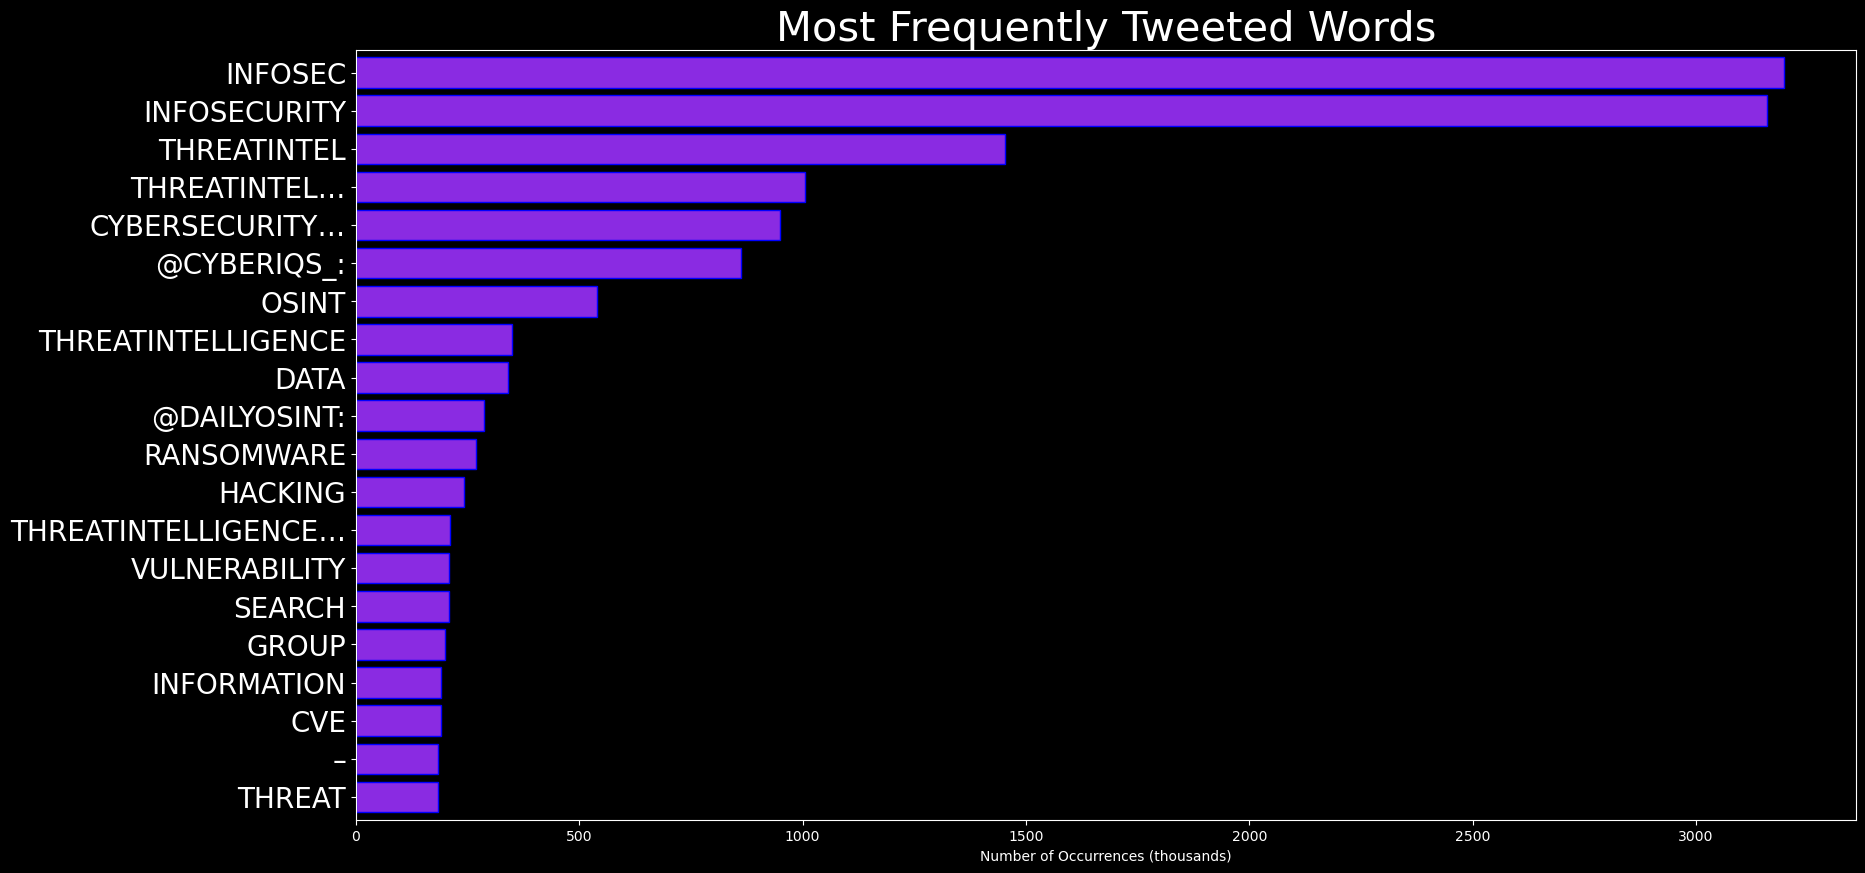 Most Frequently Tweeted Words
INFOSEC
INFOSECURITY
THREATINTEL
THREATINTEL…
CYBERSECURITY…
@CYBERIQS_:
OSINT
THREATINTELLIGENCE
DATA
@DAILYOSINT:
RANSOMWARE
HACKING
THREATINTELLIGENCE…
VULNERABILITY
SEARCH
GROUP
INFORMATION
CVE
–
THREAT
0 500 1000 1500 2000 2500 3000
Number of Occurrences (thousands)